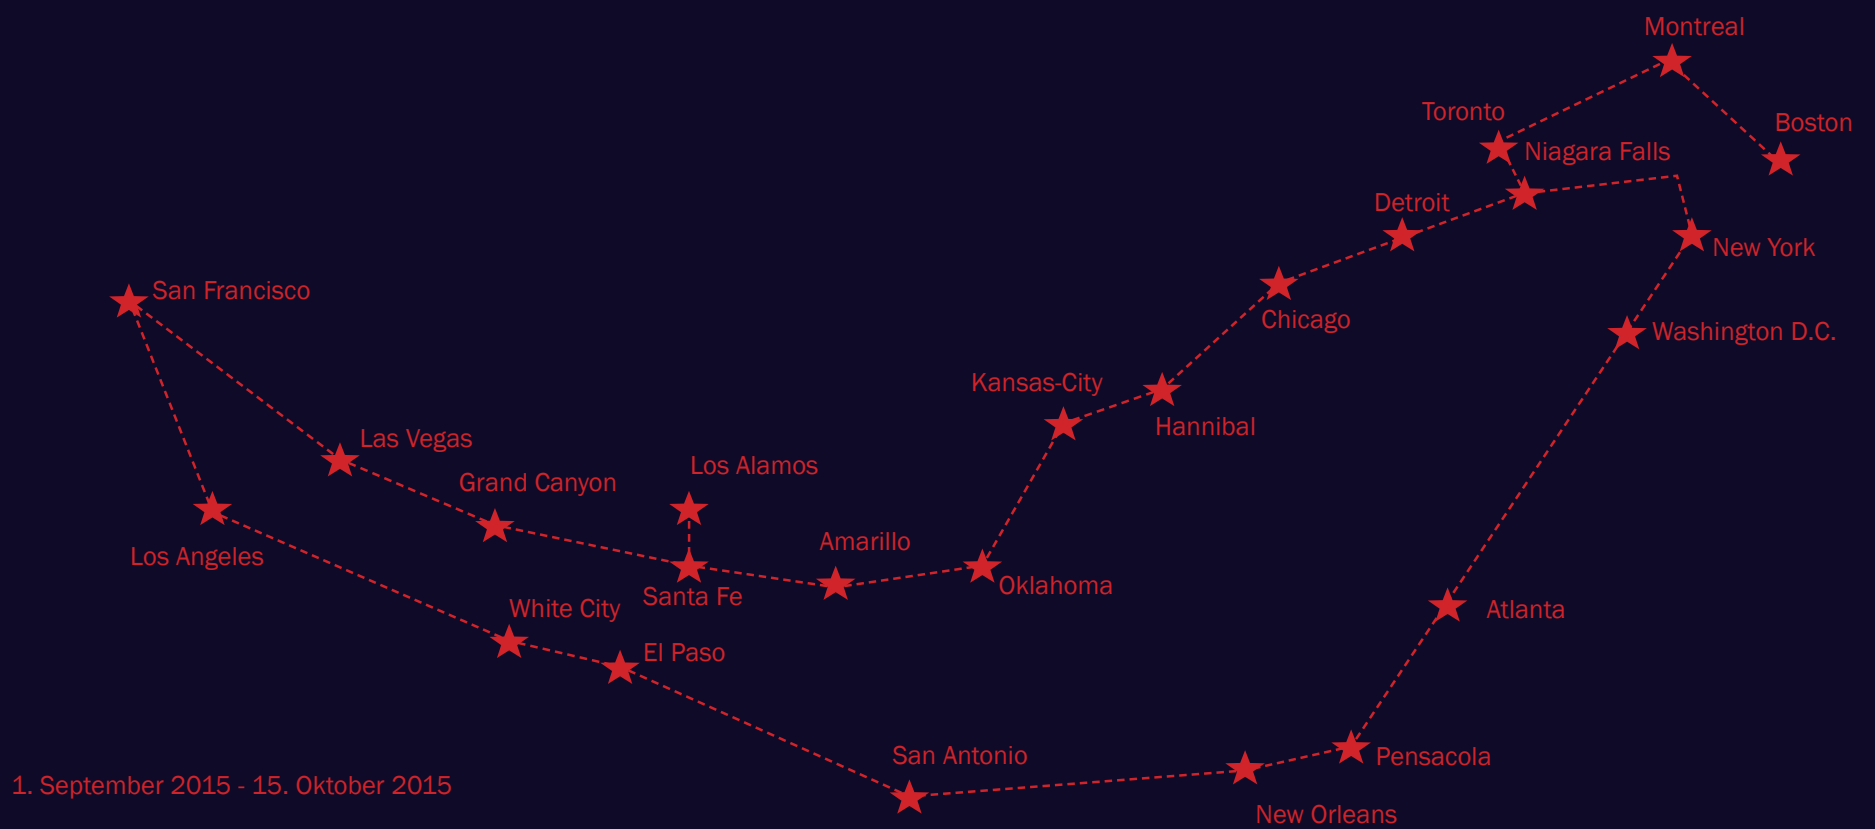 Montreal
Toronto
Boston
Niagara Falls
Detroit
New York
San Francisco
Chicago
Washington D.C.
Kansas-City
Hannibal
Las Vegas
Los Alamos
Grand Canyon
Amarillo
Los Angeles
Oklahoma
Santa Fe
White City
Atlanta
El Paso
San Antonio
Pensacola
1. September 2015 - 15. Oktober 2015
New Orleans